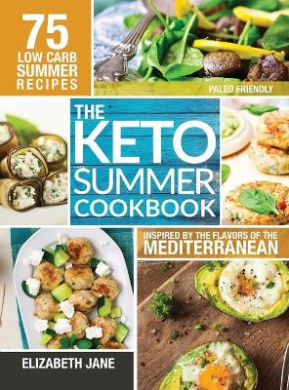 75
LOW CARB
SUMMER
RECIPES
PALEO FRIENDLY
THE
KETO
SUMMER
COOKBOOK
INSPIRED BY THE FLAVORS OF THE
MEDITERRANEAN
ELIZABETH JANE